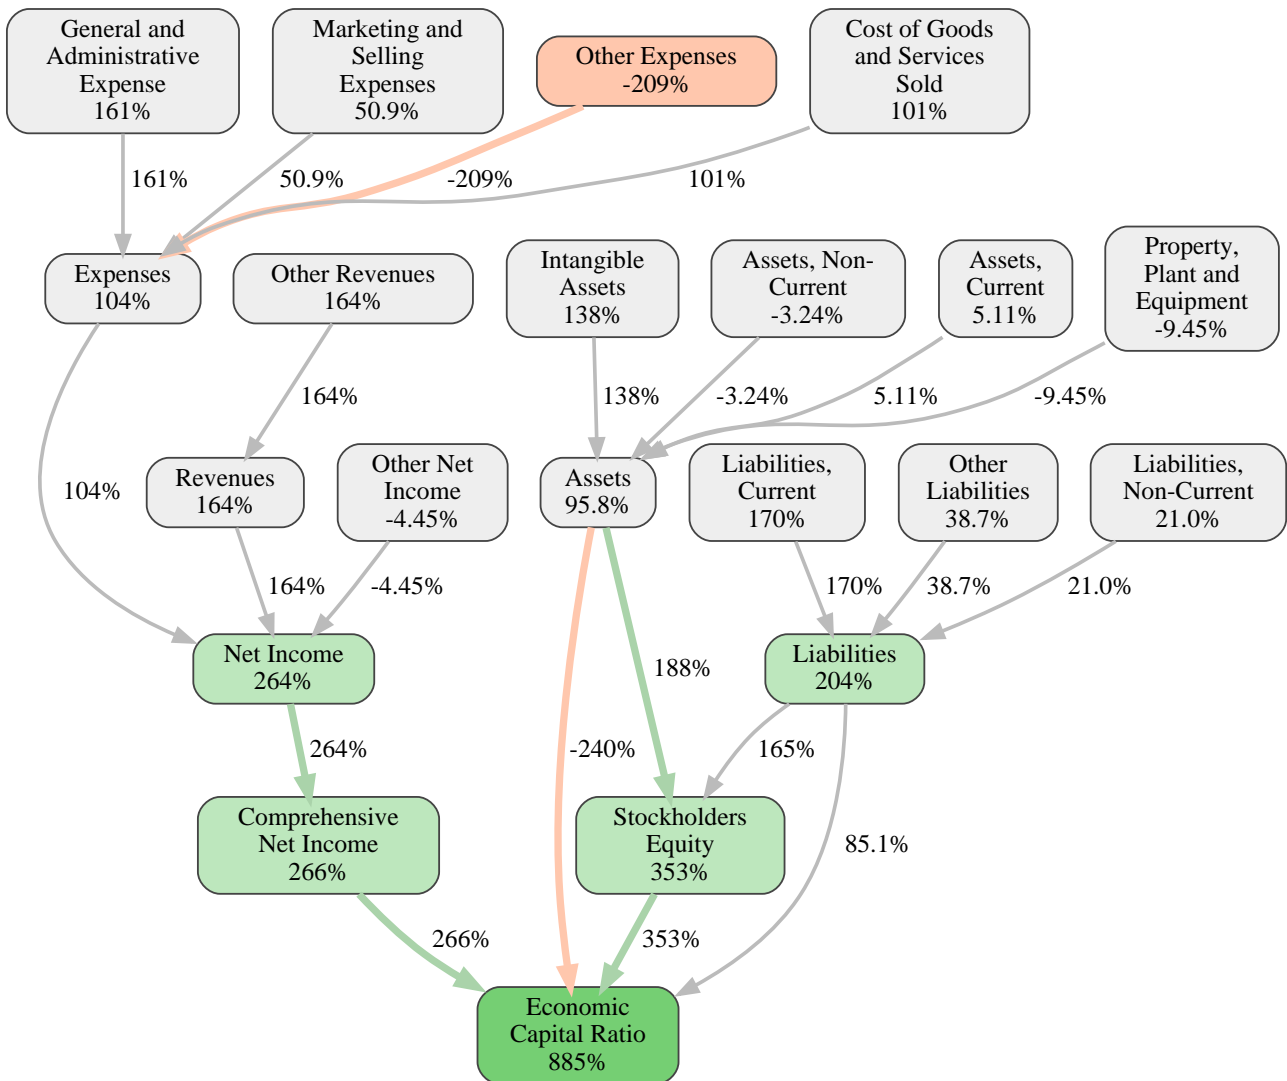 General and
Administrative
Expense
161%
Marketing and
Selling
Expenses
50.9%
Other Expenses
-209%
Cost of Goods
and Services
Sold
101%
161%
50.9%
-209%
101%
Expenses
104%
Other Revenues
164%
Intangible
Assets
138%
Assets, Non-
Current
-3.24%
Assets,
Current
5.11%
Property,
Plant and
Equipment
-9.45%
164%
138%
-3.24%
5.11%
-9.45%
104%
Revenues
164%
Other Net
Income
-4.45%
Assets
95.8%
Liabilities,
Current
170%
Other
Liabilities
38.7%
Liabilities,
Non-Current
21.0%
164%
-4.45%
170%
38.7%
21.0%
Net Income
264%
188%
Liabilities
204%
264%
-240%
165%
Comprehensive
Net Income
266%
Stockholders
Equity
353%
85.1%
266%
353%
Economic
Capital Ratio
885%